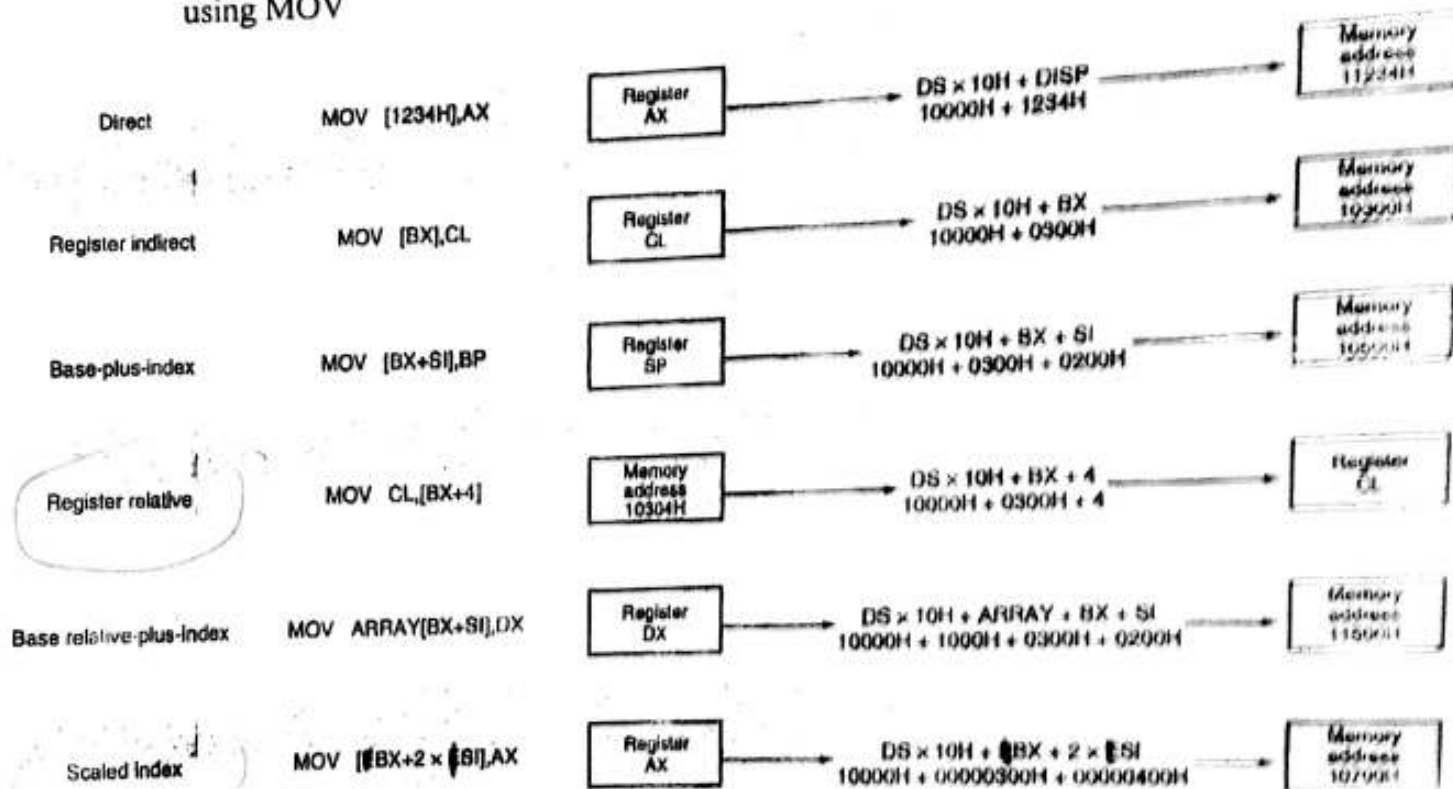 using MOV
Direct
MOV [1234H],AX
Register
AX
DS × 10H + DISP
10000H + 1234H
Memory
address
11234H
Register indirect
MOV [BX],CL
Register
CL
DS × 10H + BX
10000H + 0300H
Memory
address
10300H
Base-plus-index
MOV [BX+SI],BP
Register
SP
DS × 10H + BX + SI
10000H + 0300H + 0200H
Memory
address
10500H
Register relative
MOV CL,[BX+4]
Memory
address
10304H
DS × 10H + BX + 4
10000H + 0300H + 4
Register
CL
Base relative-plus-index
MOV ARRAY[BX+SI],DX
Register
DX
DS × 10H + ARRAY + BX + SI
10000H + 1000H + 0300H + 0200H
Memory
address
11500H
Scaled index
MOV [BX+2 × SI],AX
Register
AX
DS × 10H + BX + 2 × SI
10000H + 00000300H + 00000400H
Memory
address
10700H